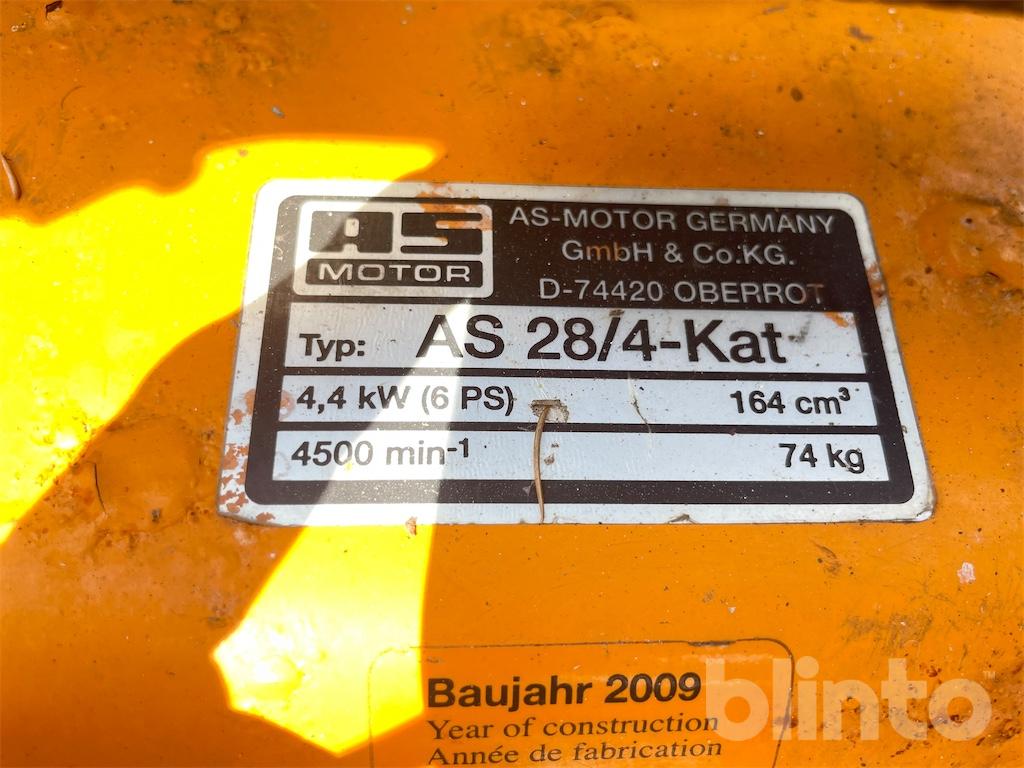 AS
MOTOR
AS-MOTOR GERMANY
GmbH & Co.KG.
D-74420 OBERROT
Typ: AS 28/4-Kat
4,4 kW (6 PS) 164 cm³
4500 min-1 74 kg
Baujahr 2009
Year of construction
Année de fabrication
blinto™